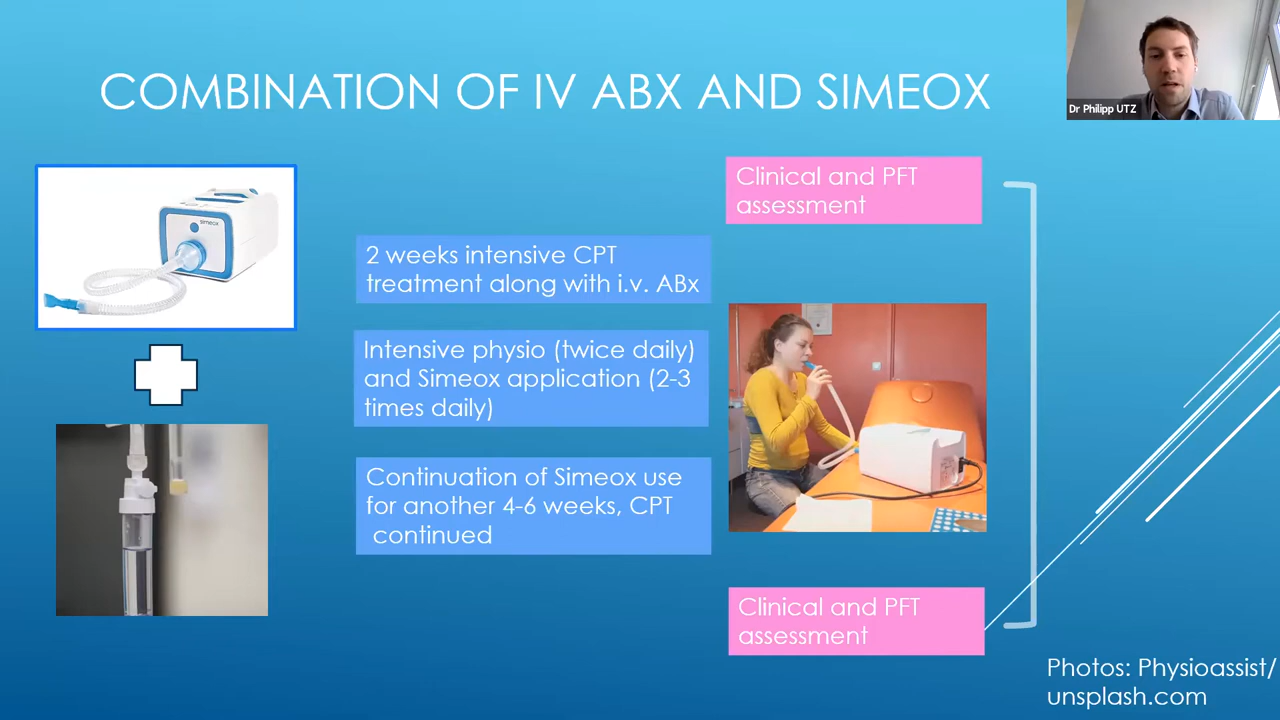 COMBINATION OF IV ABX AND SIMEOX
Dr Philipp UTZ
simeox
2 weeks intensive CPT
treatment along with i.v. ABx
Intensive physio (twice daily)
and Simeox application (2-3
times daily)
Continuation of Simeox use
for another 4-6 weeks, CPT
continued
Clinical and PFT
assessment
Clinical and PFT
assessment
Photos: Physioassist/
unsplash.com